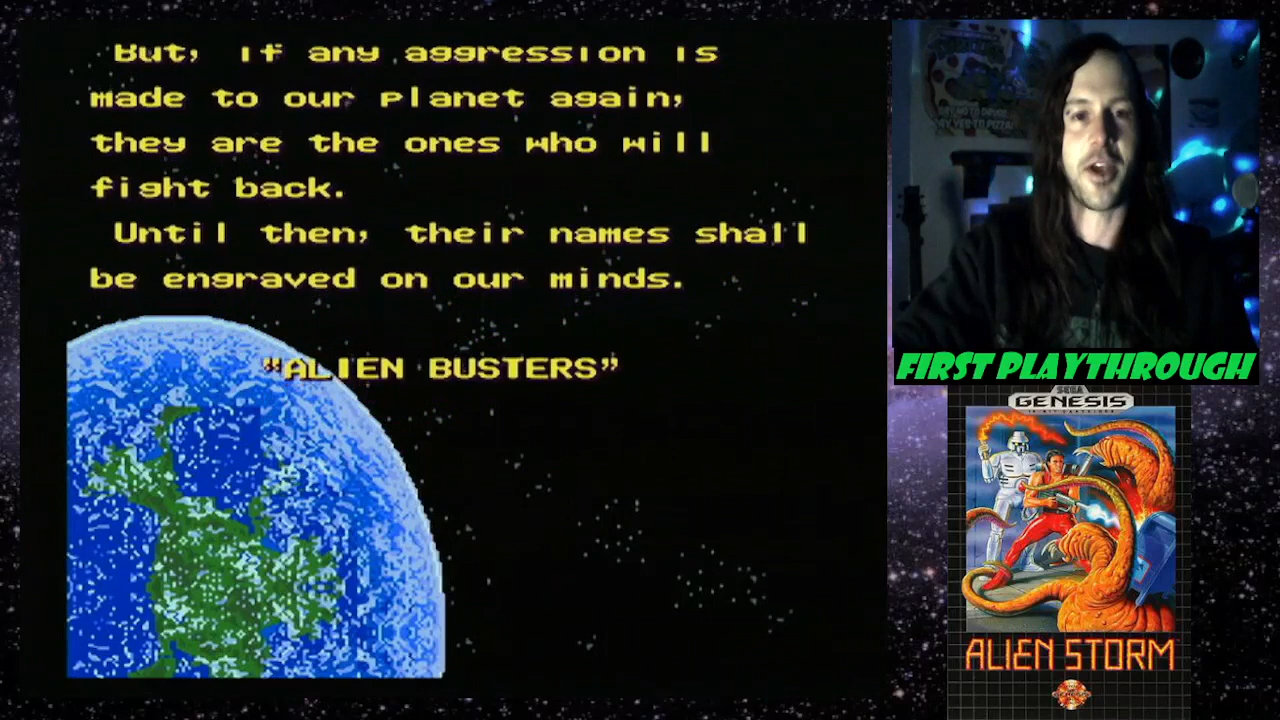 But, if any aggression is
made to our planet again,
they are the ones who will
fight back.
Until then, their names shall
be engraved on our minds.
"ALIEN BUSTERS"
FIRST PLAYTHROUGH
SEGA
GENESIS
ALIEN STORM